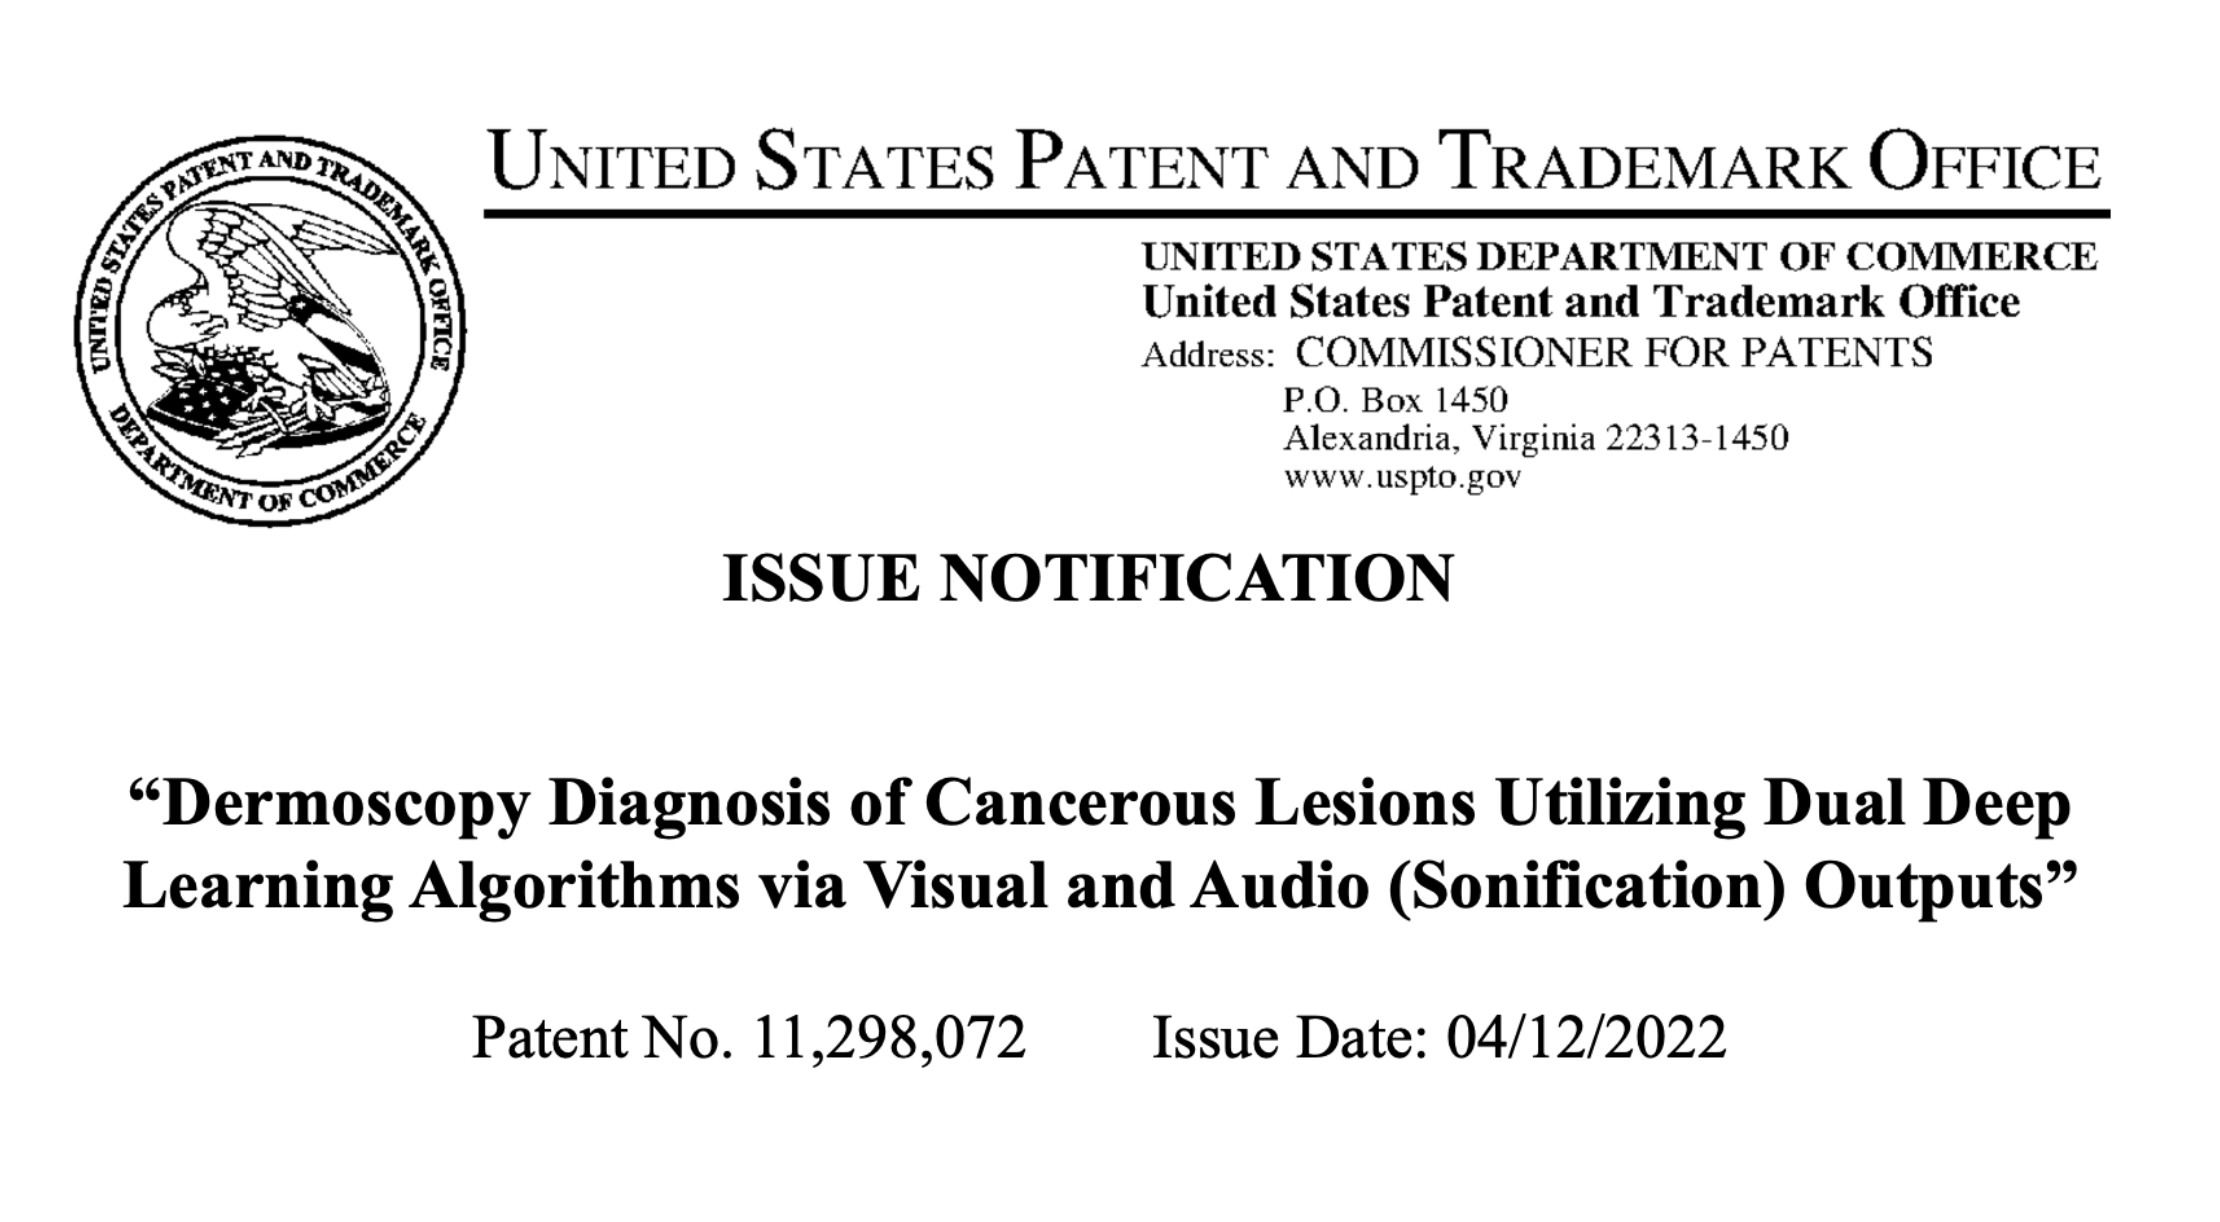 UNITED STATES PATENT AND TRADEMARK OFFICE
DEPARTMENT OF COMMERCE
UNITED STATES PATENT AND TRADEMARK OFFICE
UNITED STATES DEPARTMENT OF COMMERCE
United States Patent and Trademark Office
Address: COMMISSIONER FOR PATENTS
P.O. Box 1450
Alexandria, Virginia 22313-1450
www.uspto.gov
ISSUE NOTIFICATION
“Dermoscopy Diagnosis of Cancerous Lesions Utilizing Dual Deep
Learning Algorithms via Visual and Audio (Sonification) Outputs”
Patent No. 11,298,072 Issue Date: 04/12/2022